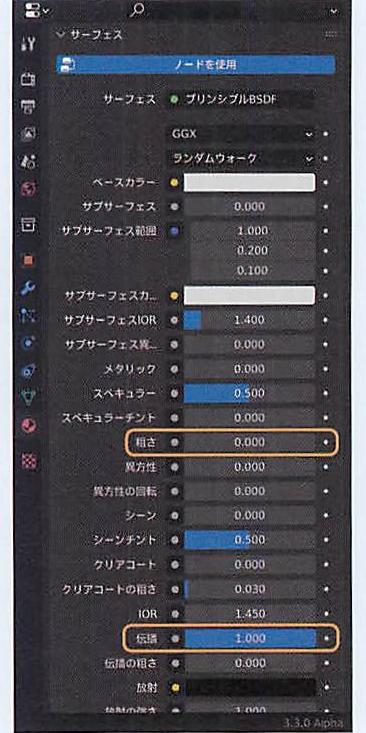 サーフェス
ノードを使用
サーフェス プリンシプルBSDF
GGX
ランダムウォーク
ベースカラー
サブサーフェス 0.000
サブサーフェス範囲 1.000
0.200
0.100
サブサーフェスカ...
サブサーフェスIOR 1.400
サブサーフェス異... 0.000
メタリック 0.000
スペキュラー 0.500
スペキュラーチント 0.000
粗さ 0.000
異方性 0.000
異方性の回転 0.000
シーン 0.000
シーンチント 0.500
クリアコート 0.000
クリアコートの粗さ 0.030
IOR 1.450
伝播 1.000
伝播の粗さ 0.000
放射
放射の強さ 1.000
3.3.0 Alpha